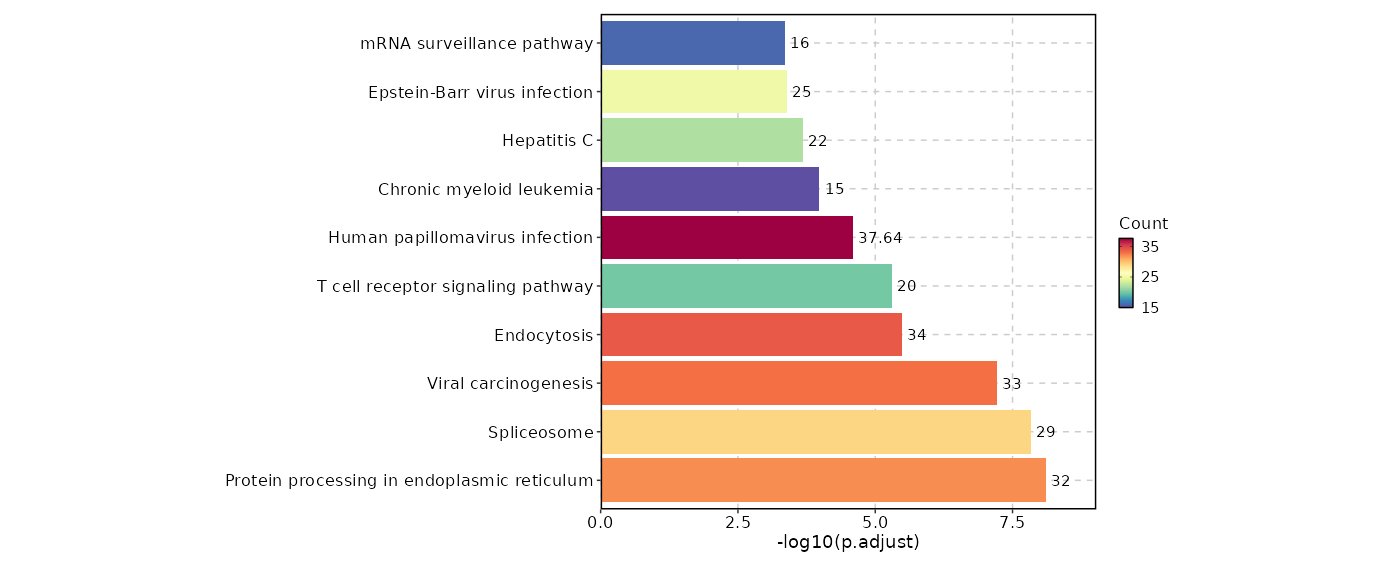 mRNA surveillance pathway 16
Epstein-Barr virus infection 25
Hepatitis C 22
Chronic myeloid leukemia 15
Human papillomavirus infection 37.64
T cell receptor signaling pathway 20
Endocytosis 34
Viral carcinogenesis 33
Spliceosome 29
Protein processing in endoplasmic reticulum 32
0.0 2.5 5.0 7.5
-log10(p.adjust)
Count
35
25
15